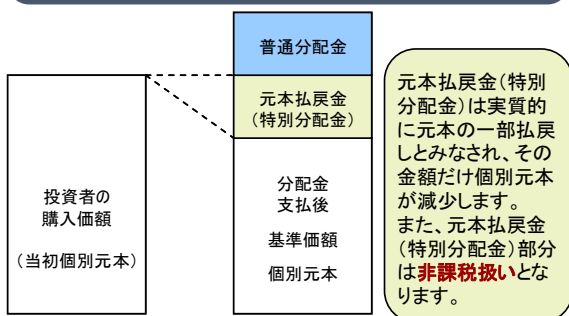 普通分配金
元本払戻金
(特別分配金)
投資者の
購入価額
(当初個別元本)
分配金
支払後
基準価額
個別元本
元本払戻金(特別
分配金)は実質的
に元本の一部払戻
しとみなされ、その
金額だけ個別元本
が減少します。
また、元本払戻金
(特別分配金)部分
は非課税扱いとな
ります。